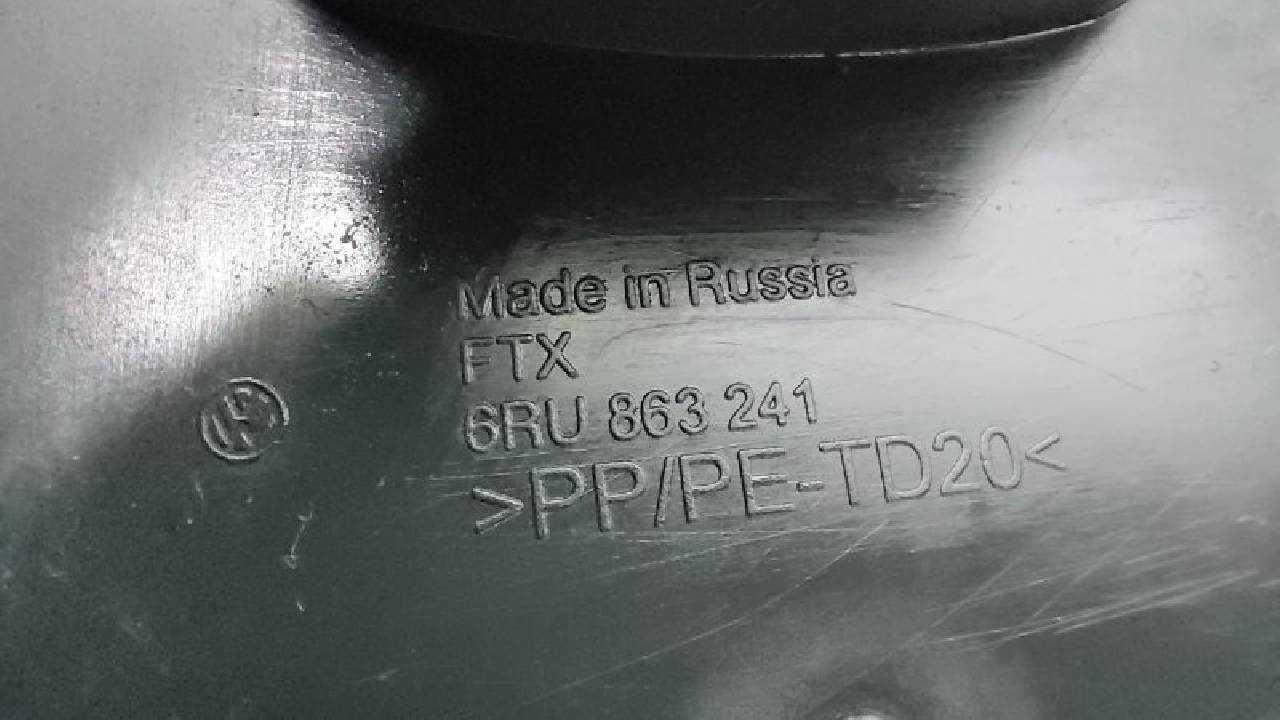 Made in Russia
FTX
6RU 863 241
>PP/PE-TD20<